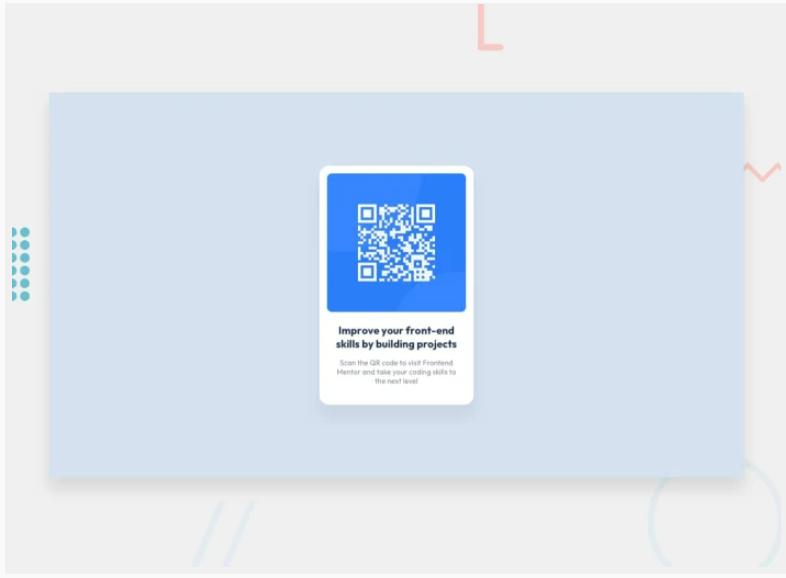 Improve your front-end
skills by building projects
Scan the QR code to visit Frontend
Mentor and take your coding skills to
the next level